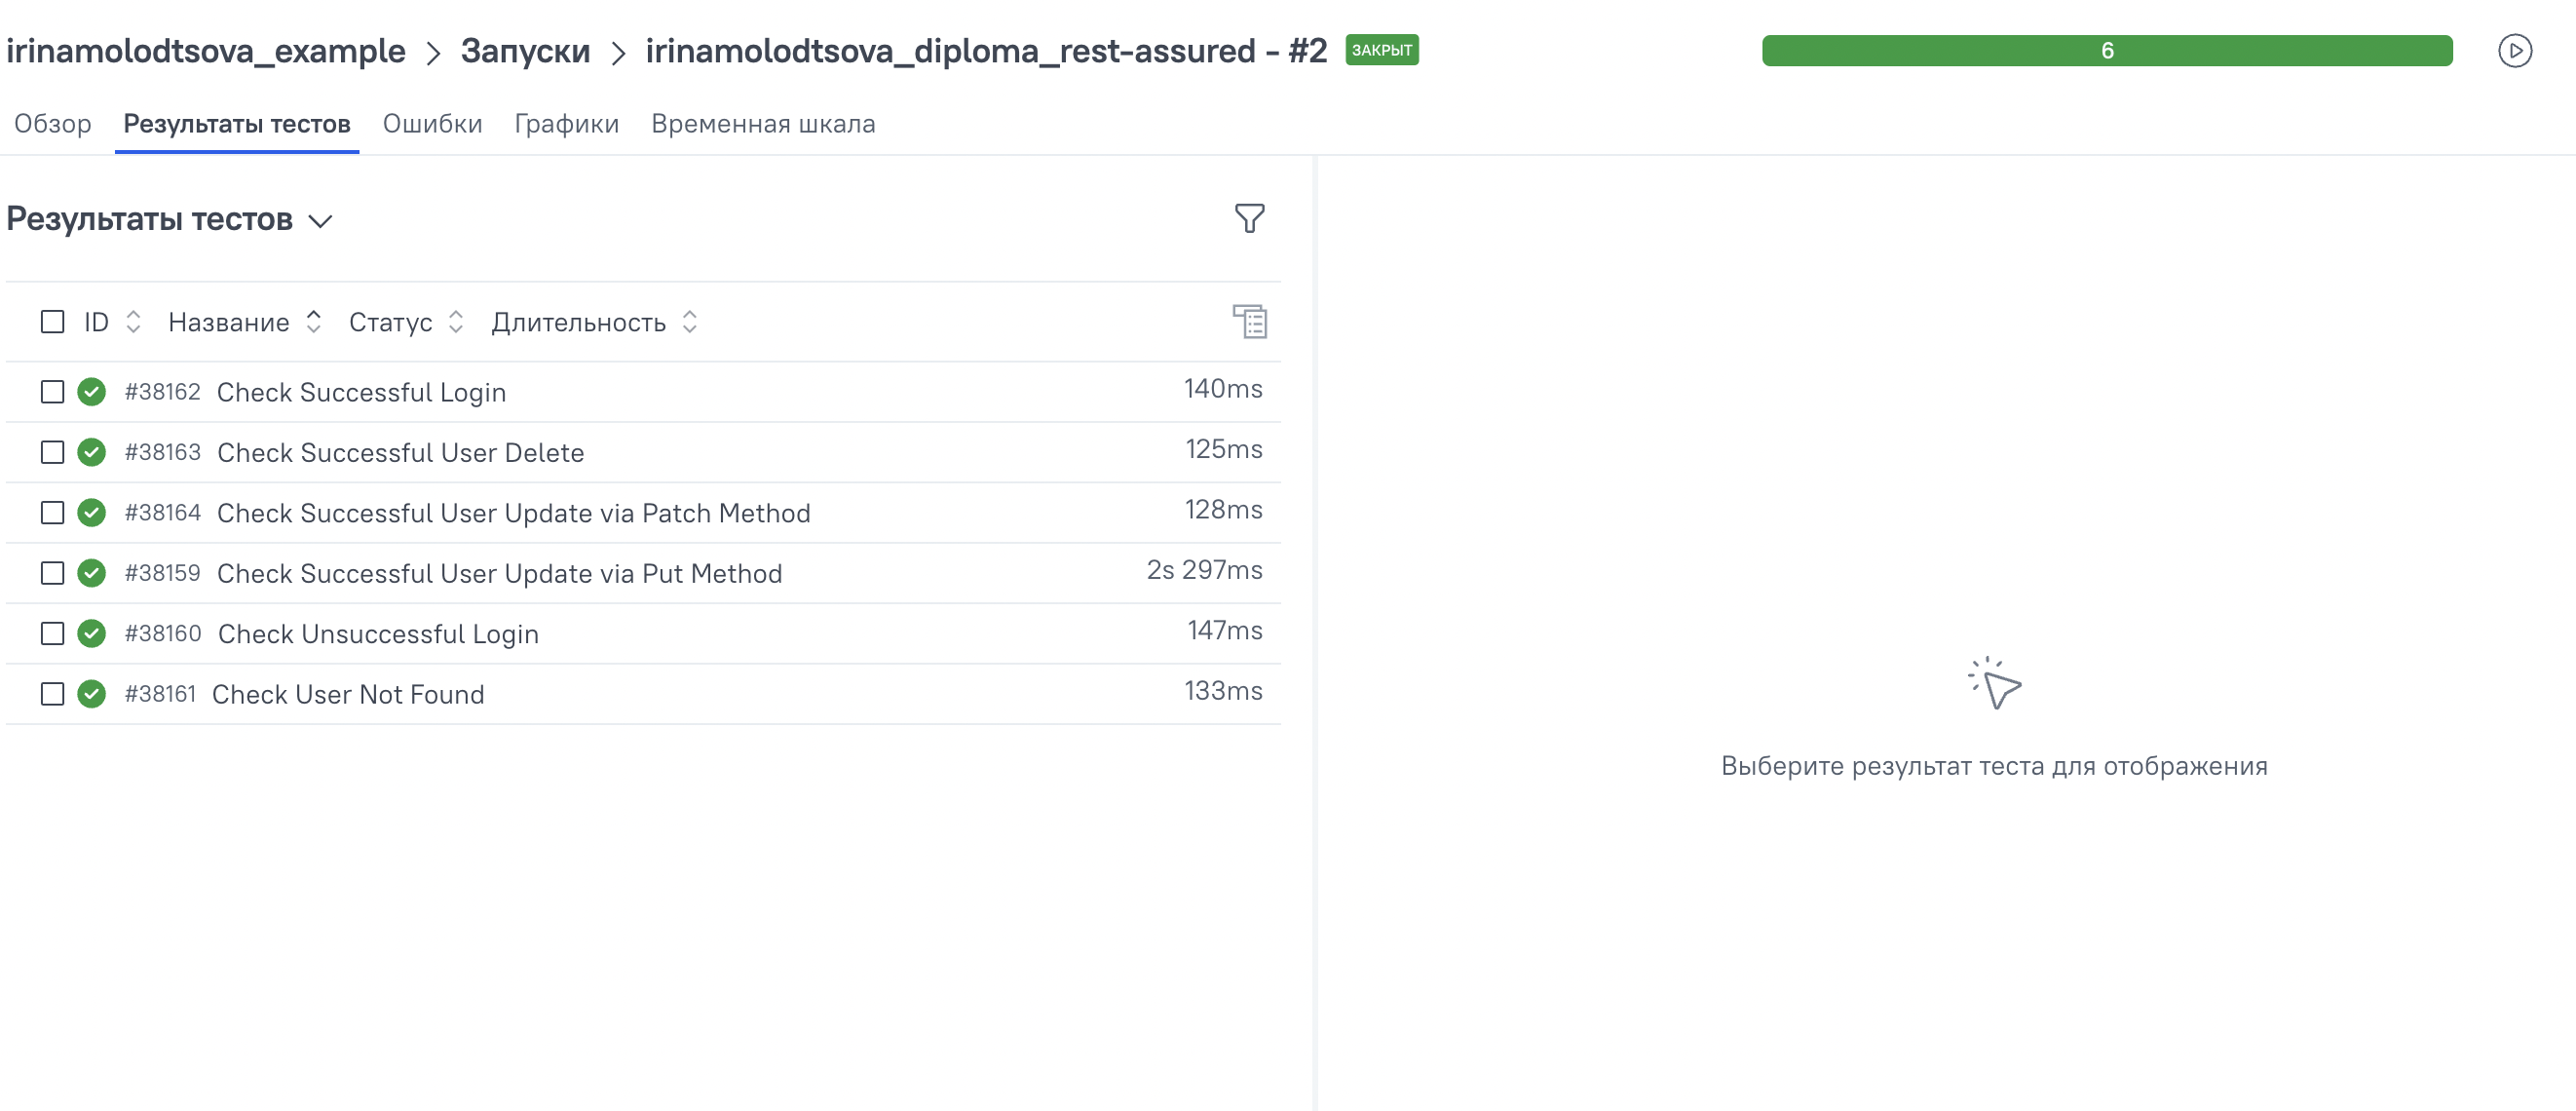 irinamolodtsova_example > Запуски > irinamolodtsova_diploma_rest-assured - #2 ЗАКРЫТ 6
Обзор Результаты тестов Ошибки Графики Временная шкала
Результаты тестов
ID Название Статус Длительность
#38162 Check Successful Login 140ms
#38163 Check Successful User Delete 125ms
#38164 Check Successful User Update via Patch Method 128ms
#38159 Check Successful User Update via Put Method 2s 297ms
#38160 Check Unsuccessful Login 147ms
#38161 Check User Not Found 133ms
Выберите результат теста для отображения